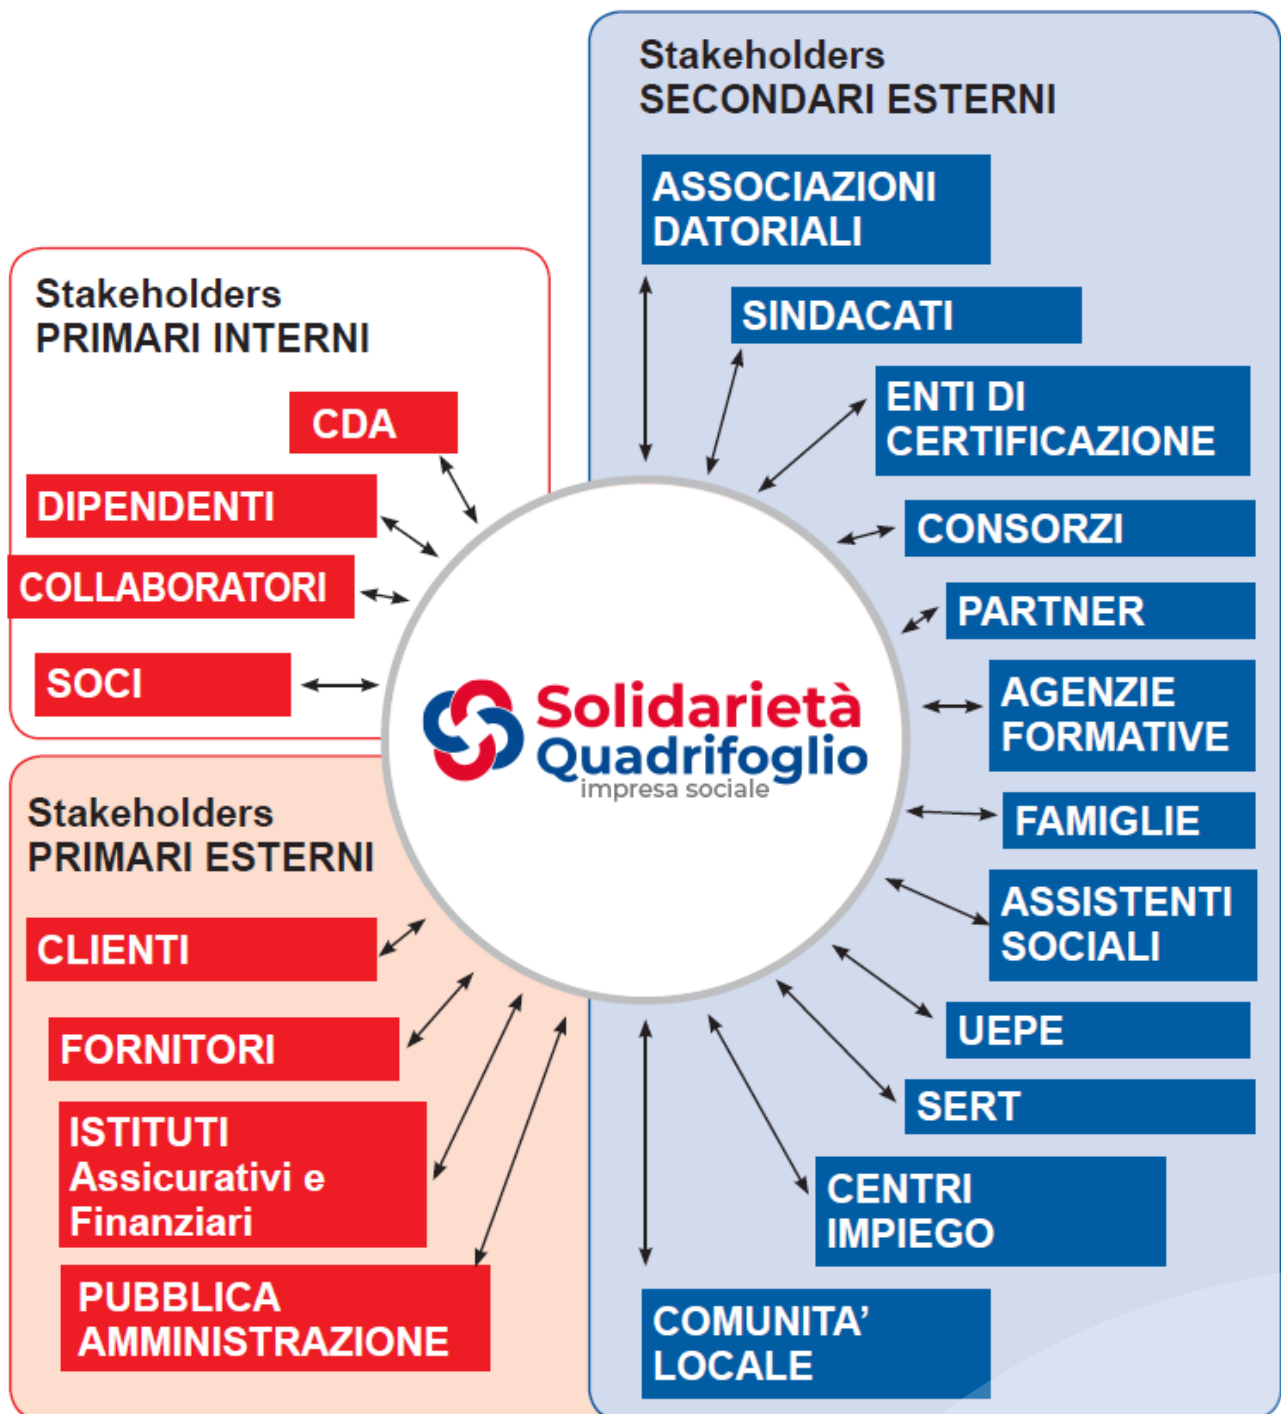 Stakeholders
PRIMARI INTERNI
CDA
DIPENDENTI
COLLABORATORI
SOCI
Stakeholders
PRIMARI ESTERNI
CLIENTI
FORNITORI
ISTITUTI
Assicurativi e
Finanziari
PUBBLICA
AMMINISTRAZIONE
Solidarietà
Quadrifoglio
impresa sociale
Stakeholders
SECONDARI ESTERNI
ASSOCIAZIONI
DATORIALI
SINDACATI
ENTI DI
CERTIFICAZIONE
CONSORZI
PARTNER
AGENZIE
FORMATIVE
FAMIGLIE
ASSISTENTI
SOCIALI
UEPE
SERT
CENTRI
IMPIEGO
COMUNITA’
LOCALE